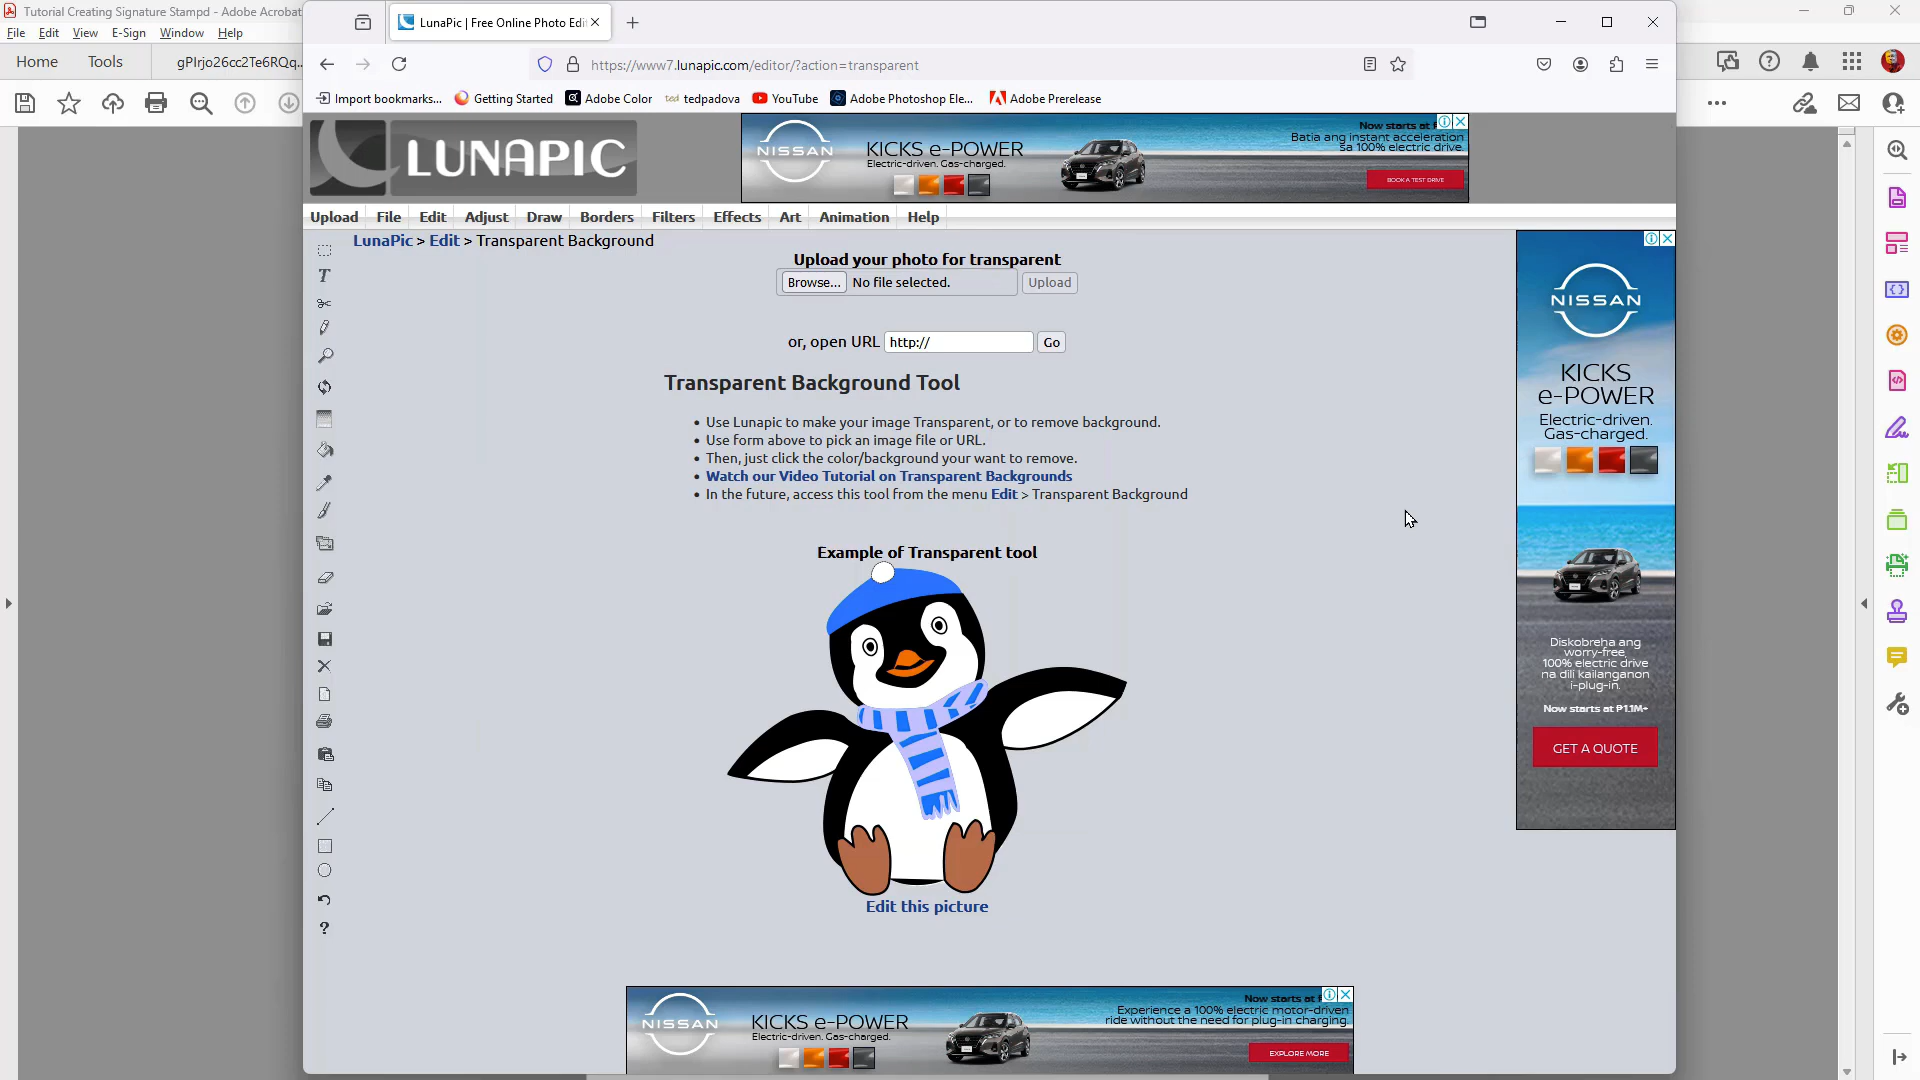 Tutorial Creating Signature Stampd - Adobe Acrobat
File Edit View E-Sign Window Help
Home Tools gPIrjo26cc2Te6RQq...
LunaPic | Free Online Photo Edi
https://www7.lunapic.com/editor/?action=transparent
Import bookmarks... Getting Started Adobe Color tedpadova YouTube Adobe Photoshop Ele... Adobe Prerelease
LUNAPIC
NISSAN
KICKS e-POWER
Electric-driven. Gas-charged.
Now starts at
Batia ang instant acceleration
sa 100% electric drive.
BOOK A TEST DRIVE
Upload File Edit Adjust Draw Borders Filters Effects Art Animation Help
LunaPic > Edit > Transparent Background
Upload your photo for transparent
Browse... No file selected. Upload
or, open URL http:// Go
Transparent Background Tool
• Use Lunapic to make your image Transparent, or to remove background.
• Use form above to pick an image file or URL.
• Then, just click the color/background your want to remove.
• Watch our Video Tutorial on Transparent Backgrounds
• In the future, access this tool from the menu Edit > Transparent Background
Example of Transparent tool
Edit this picture
NISSAN
KICKS
e-POWER
Electric-driven.
Gas-charged.
Diskobreha ang
worry-free,
100% electric drive
na dili kailanganon
i-plug-in.
Now starts at ₱1.1M+
GET A QUOTE
NISSAN
KICKS e-POWER
Electric-driven. Gas-charged.
Now starts at
Experience a 100% electric motor-driven
ride without the need for plug-in charging.
EXPLORE MORE